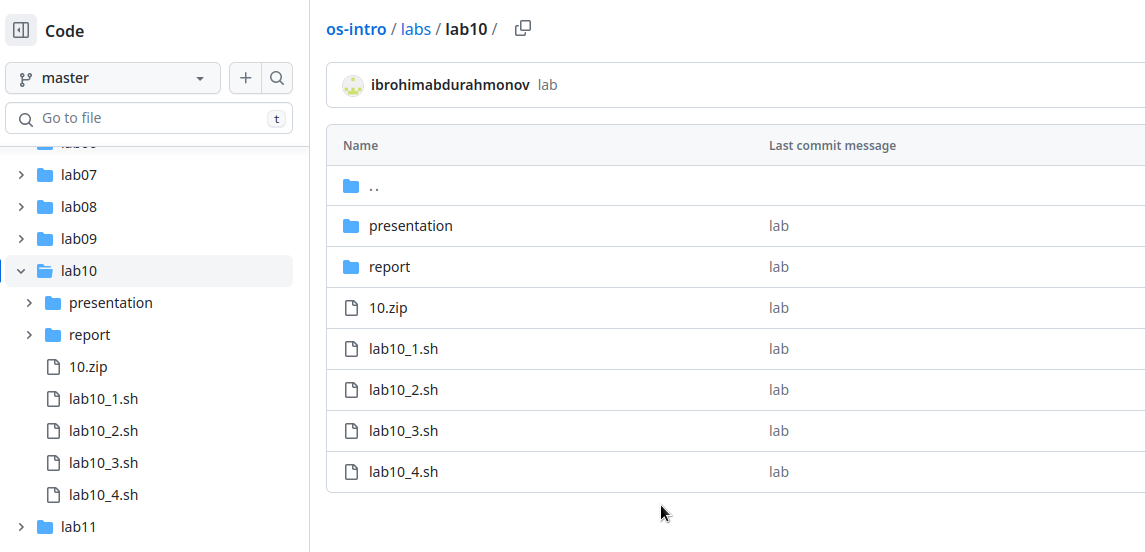 Code
master
Go to file
t
lab07
lab08
lab09
lab10
presentation
report
10.zip
lab10_1.sh
lab10_2.sh
lab10_3.sh
lab10_4.sh
lab11
os-intro / labs / lab10 /
ibrohimabdurahmonov lab
Name Last commit message
..
presentation lab
report lab
10.zip lab
lab10_1.sh lab
lab10_2.sh lab
lab10_3.sh lab
lab10_4.sh lab